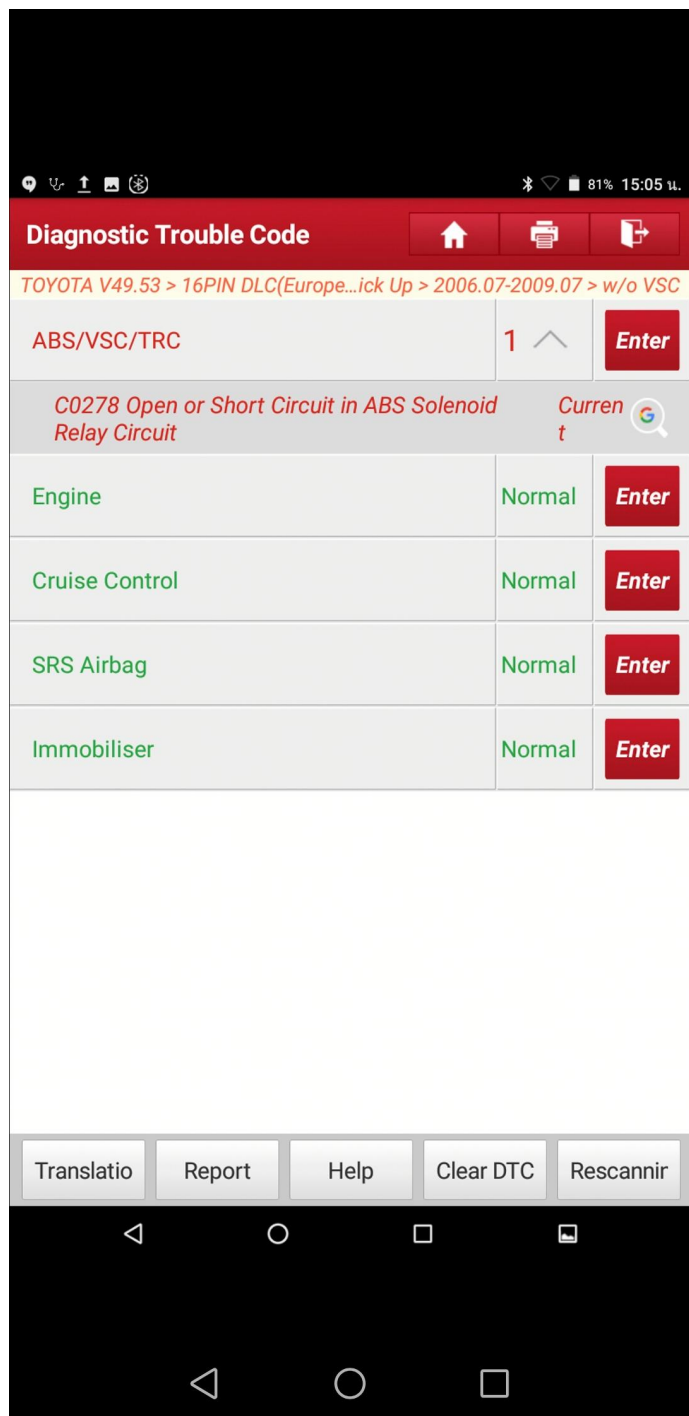 81% 15:05 น.
Diagnostic Trouble Code
TOYOTA V49.53 > 16PIN DLC(Europe...ick Up > 2006.07-2009.07 > w/o VSC
ABS/VSC/TRC 1 Enter
C0278 Open or Short Circuit in ABS Solenoid Curren
Relay Circuit t
Engine Normal Enter
Cruise Control Normal Enter
SRS Airbag Normal Enter
Immobiliser Normal Enter
Translatio Report Help Clear DTC Rescannin